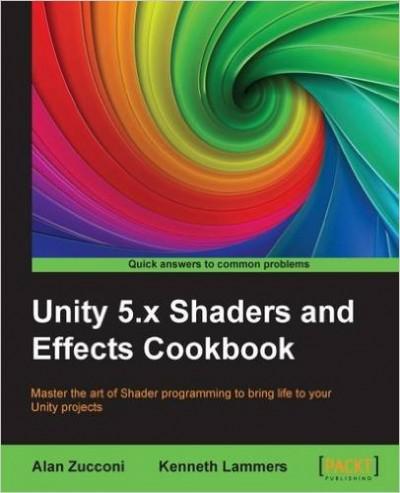 Quick answers to common problems
Unity 5.x Shaders and
Effects Cookbook
Master the art of Shader programming to bring life to your
Unity projects
Alan Zucconi Kenneth Lammers
[PACKT]
PUBLISHING